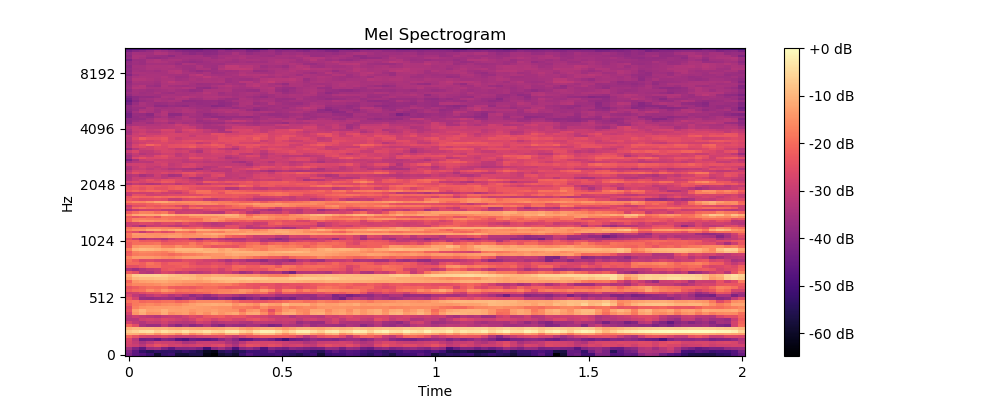 Mel Spectrogram
Hz
8192
4096
2048
1024
512
0
0 0.5 1 1.5 2
Time
+0 dB
-10 dB
-20 dB
-30 dB
-40 dB
-50 dB
-60 dB